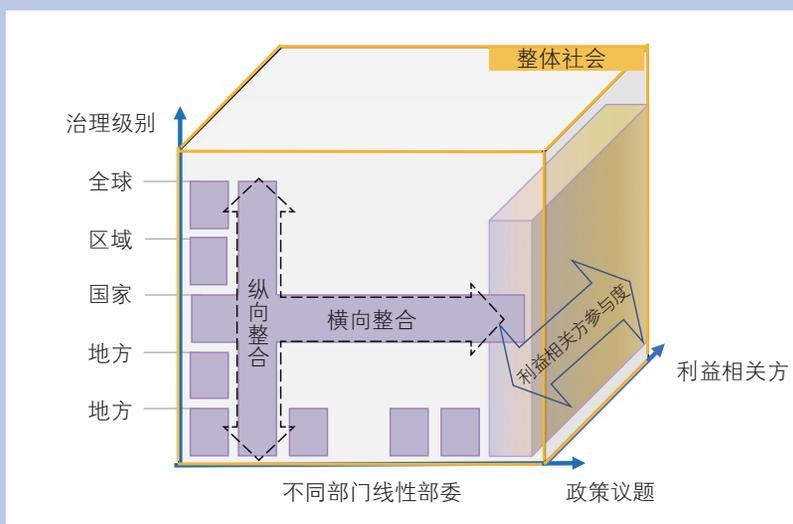 整体社会
治理级别
全球
区域
国家
地方
地方
纵向整合
横向整合
利益相关方参与度
利益相关方
不同部门线性部委
政策议题